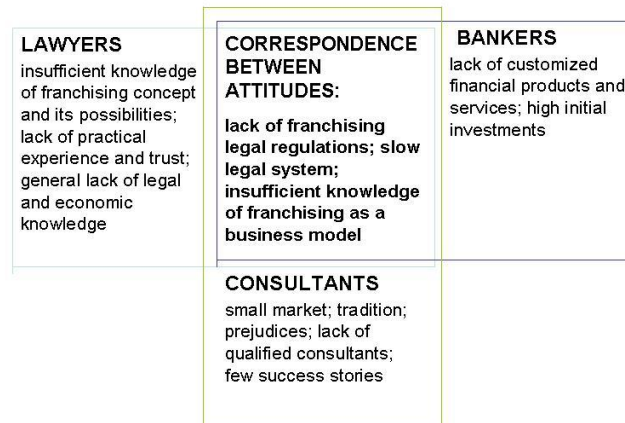 LAWYERS
insufficient knowledge
of franchising concept
and its possibilities;
lack of practical
experience and trust;
general lack of legal
and economic
knowledge
CORRESPONDENCE
BETWEEN
ATTITUDES:
lack of franchising
legal regulations; slow
legal system;
insufficient knowledge
of franchising as a
business model
BANKERS
lack of customized
financial products and
services; high initial
investments
CONSULTANTS
small market; tradition;
prejudices; lack of
qualified consultants;
few success stories